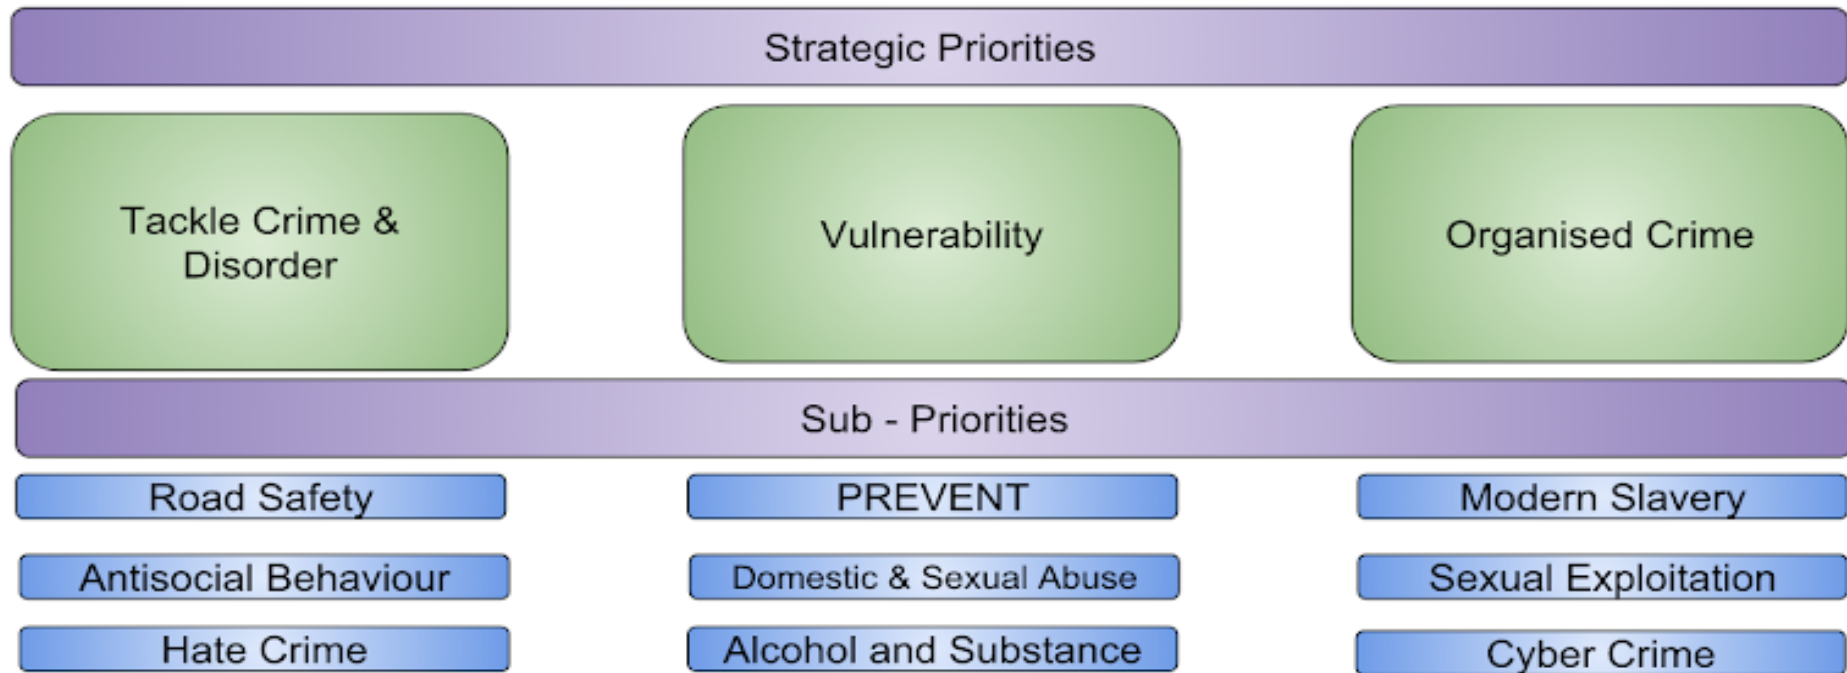 Strategic Priorities
Tackle Crime &
Disorder
Vulnerability
Organised Crime
Sub - Priorities
Road Safety
PREVENT
Modern Slavery
Antisocial Behaviour
Domestic & Sexual Abuse
Sexual Exploitation
Hate Crime
Alcohol and Substance
Cyber Crime